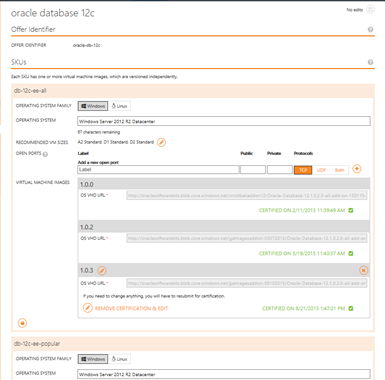 oracle database 12c
No edits
Offer Identifier
OFFER IDENTIFIER oracle-db-12c
SKUs
Each SKU has one or more virtual machine images, which are versioned independently.
db-12c-ee-all
OPERATING SYSTEM FAMILY Windows Linux
OPERATING SYSTEM Windows Server 2012 R2 Datacenter
97 characters remaining
RECOMMENDED VM SIZES A2 Standard D1 Standard D2 Standard
OPEN PORTS Label Public Private Protocols
Add a new open port
Label TCP UDP Both
VIRTUAL MACHINE IMAGES 1.0.0
OS VHD URL *
CERTIFIED ON 2/11/2015 11:39:49 AM
1.0.2
OS VHD URL *
CERTIFIED ON 5/19/2015 11:40:37 AM
1.0.3
OS VHD URL *
If you need to change anything, you will have to resubmit for certification.
REMOVE CERTIFICATION & EDIT CERTIFIED ON 8/21/2015 1:47:21 PM
db-12c-ee-popular
OPERATING SYSTEM FAMILY Windows Linux
OPERATING SYSTEM Windows Server 2012 R2 Datacenter